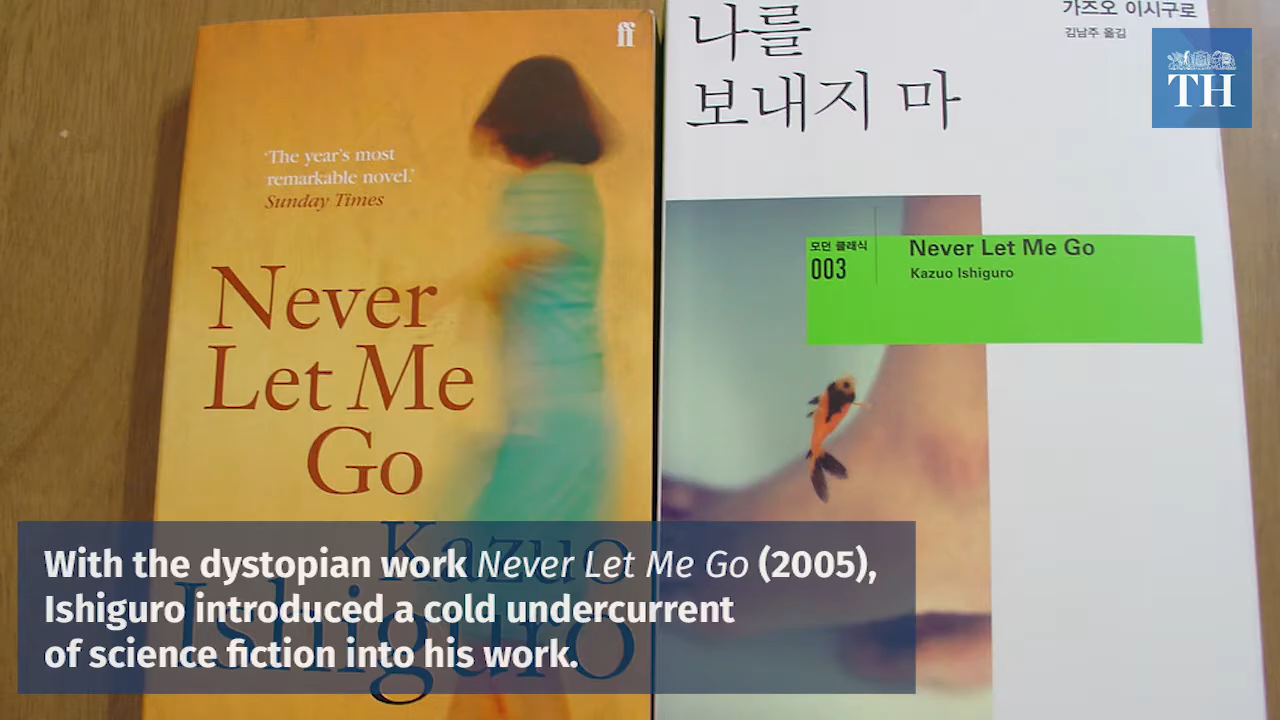 ff
'The year's most
remarkable novel.'
Sunday Times
Never
Let Me
Go
Kazuo
Ishiguro
가즈오 이시구로
김남주 옮김
나를
보내지 마
모던 클래식
003
Never Let Me Go
Kazuo Ishiguro
TH
With the dystopian work Never Let Me Go (2005),
Ishiguro introduced a cold undercurrent
of science fiction into his work.